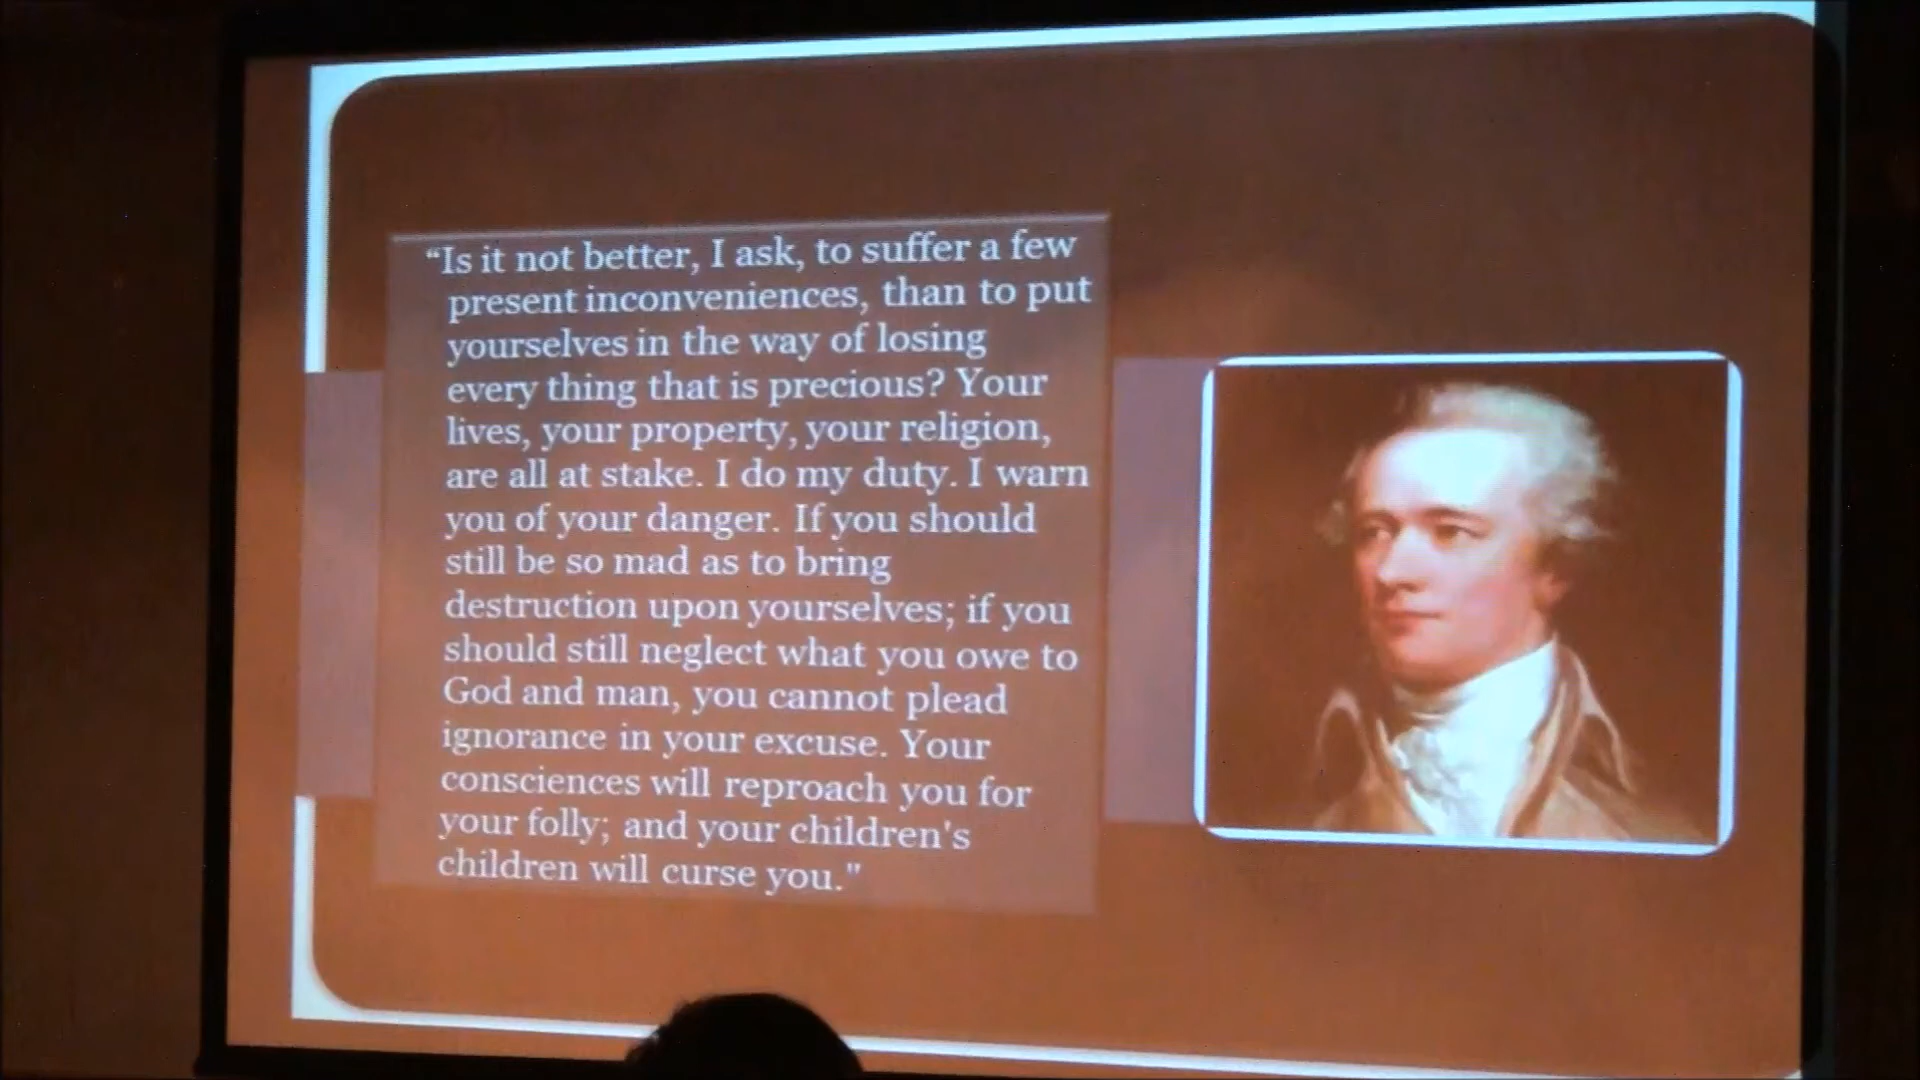 “Is it not better, I ask, to suffer a few
present inconveniences, than to put
yourselves in the way of losing
every thing that is precious? Your
lives, your property, your religion,
are all at stake. I do my duty. I warn
you of your danger. If you should
still be so mad as to bring
destruction upon yourselves; if you
should still neglect what you owe to
God and man, you cannot plead
ignorance in your excuse. Your
consciences will reproach you for
your folly; and your children's
children will curse you."